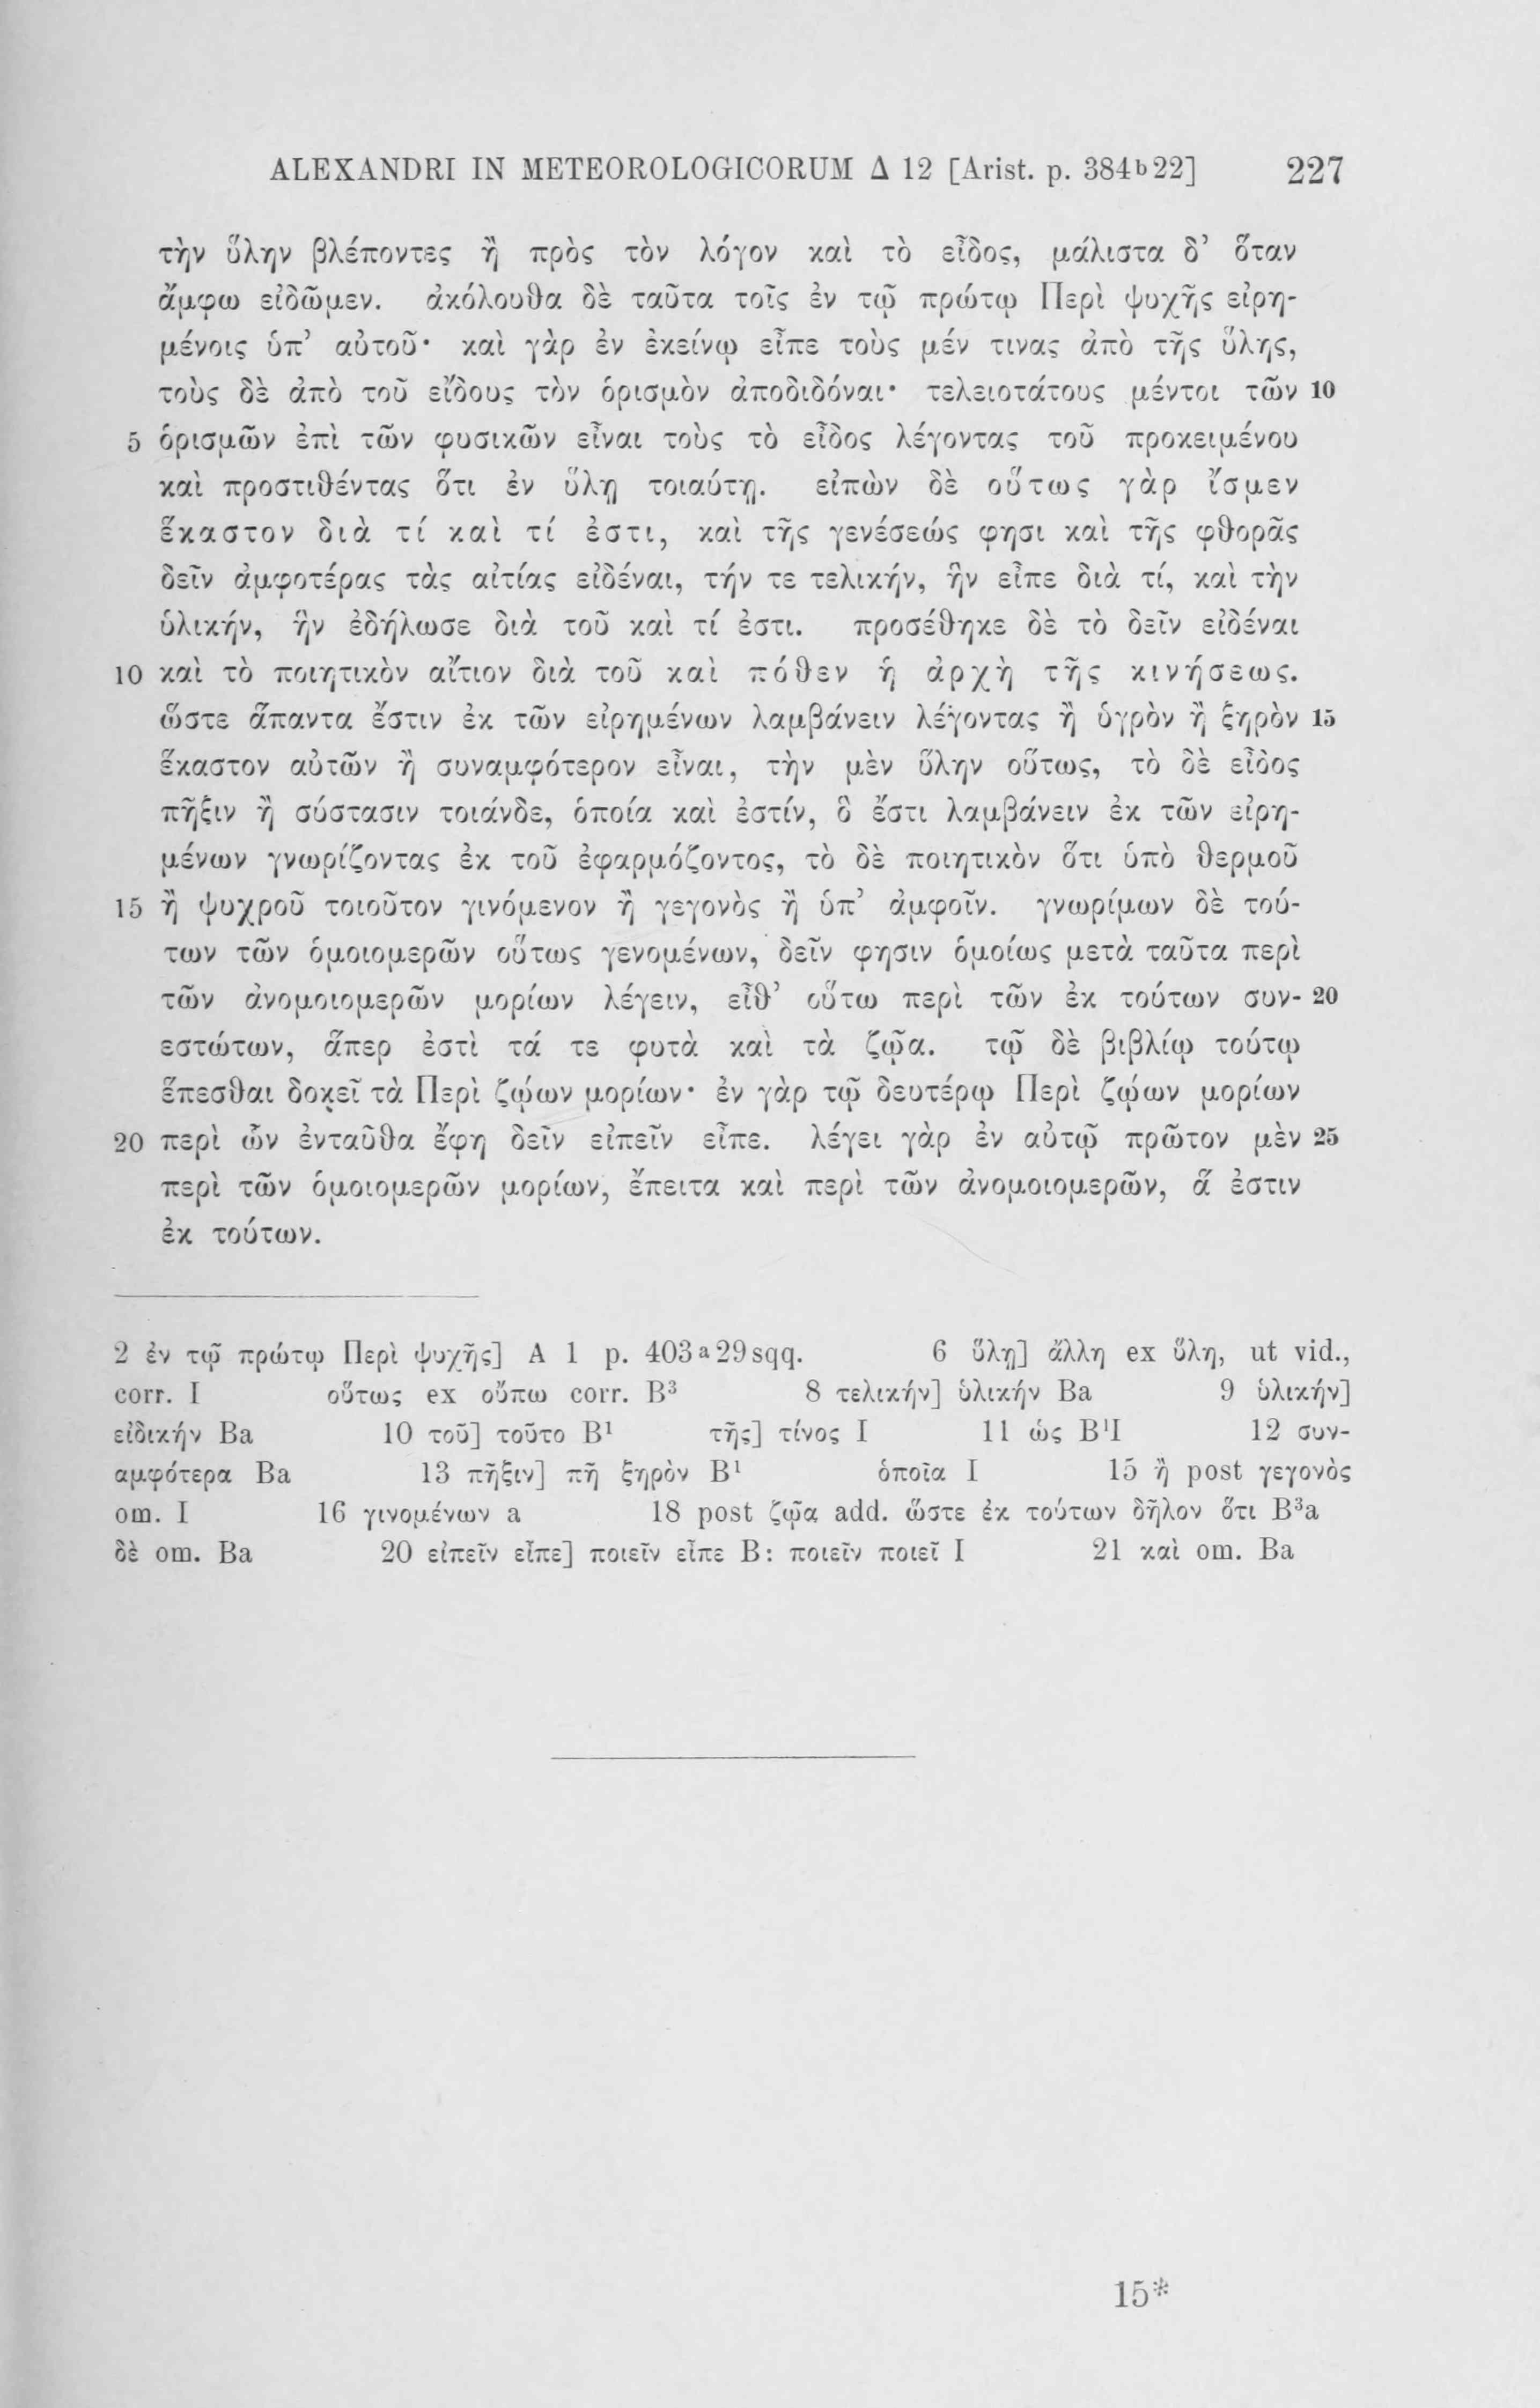 ALEXANDRI IN METEOROLOGICORUM Δ 12 [Arist. p. 384b22] 227
τὴν ὕλην βλέποντες ἢ πρὸς τὸν λόγον καὶ τὸ εἶδος, μάλιστα δ’ ὅταν
ἄμφω εἰδῶμεν. ἀκόλουθα δὲ ταῦτα τοῖς ἐν τῷ πρώτῳ Περὶ ψυχῆς εἰρη-
μένοις ὑπ’ αὐτοῦ· καὶ γὰρ ἐν ἐκείνῳ εἶπε τοὺς μέν τινας ἀπὸ τῆς ὕλης,
τοὺς δὲ ἀπὸ τοῦ εἴδους τὸν ὁρισμὸν ἀποδιδόναι· τελειοτάτους μέντοι τῶν 10
5 ὁρισμῶν ἐπὶ τῶν φυσικῶν εἶναι τοὺς τὸ εἶδος λέγοντας τοῦ προκειμένου
καὶ προστιθέντας ὅτι ἐν ὕλῃ τοιαύτῃ. εἰπὼν δὲ οὕτως γὰρ ἴσμεν
ἕκαστον διὰ τί καὶ τί ἐστι, καὶ τῆς γενέσεώς φησι καὶ τῆς φθορᾶς
δεῖν ἀμφοτέρας τὰς αἰτίας εἰδέναι, τήν τε τελικήν, ἣν εἶπε διὰ τί, καὶ τὴν
ὑλικήν, ἣν ἐδήλωσε διὰ τοῦ καὶ τί ἐστι. προσέθηκε δὲ τὸ δεῖν εἰδέναι
10 καὶ τὸ ποιητικὸν αἴτιον διὰ τοῦ καὶ πόθεν ἡ ἀρχὴ τῆς κινήσεως.
ὥστε ἅπαντα ἔστιν ἐκ τῶν εἰρημένων λαμβάνειν λέγοντας ἢ ὑγρὸν ἢ ξηρὸν 15
ἕκαστον αὐτῶν ἢ συναμφότερον εἶναι, τὴν μὲν ὕλην οὕτως, τὸ δὲ εἶδος
πῆξιν ἢ σύστασιν τοιάνδε, ὁποία καὶ ἐστίν, ὃ ἔστι λαμβάνειν ἐκ τῶν εἰρη-
μένων γνωρίζοντας ἐκ τοῦ ἐφαρμόζοντος, τὸ δὲ ποιητικὸν ὅτι ὑπὸ θερμοῦ
15 ἢ ψυχροῦ τοιοῦτον γινόμενον ἢ γεγονὸς ἢ ὑπ’ ἀμφοῖν. γνωρίμων δὲ τού-
των τῶν ὁμοιομερῶν οὕτως γενομένων, δεῖν φησιν ὁμοίως μετὰ ταῦτα περὶ
τῶν ἀνομοιομερῶν μορίων λέγειν, εἶθ’ οὕτω περὶ τῶν ἐκ τούτων συν- 20
εστώτων, ἅπερ ἐστὶ τά τε φυτὰ καὶ τὰ ζῷα. τῷ δὲ βιβλίῳ τούτῳ
ἕπεσθαι δοκεῖ τὰ Περὶ ζῴων μορίων· ἐν γὰρ τῷ δευτέρῳ Περὶ ζῴων μορίων
20 περὶ ὧν ἐνταῦθα ἔφη δεῖν εἰπεῖν εἶπε. λέγει γὰρ ἐν αὐτῷ πρῶτον μὲν 25
περὶ τῶν ὁμοιομερῶν μορίων, ἔπειτα καὶ περὶ τῶν ἀνομοιομερῶν, ἅ ἐστιν
ἐκ τούτων.
2 ἐν τῷ πρώτῳ Περὶ ψυχῆς] A 1 p. 403a29sqq. 6 ὕλῃ] ἄλλη ex ὕλη, ut vid.,
corr. I οὕτως ex οὔπω corr. B³ 8 τελικήν] ὑλικήν Ba 9 ὑλικήν]
εἰδικήν Ba 10 τοῦ] τοῦτο B¹ τῆς] τίνος I 11 ὡς B¹I 12 συν-
αμφότερα Ba 13 πῆξιν] πῆ ξηρὸν B¹ ὁποῖα I 15 ἢ post γεγονὸς
om. I 16 γινομένων a 18 post ζῷα add. ὥστε ἐκ τούτων δῆλον ὅτι B³a
δὲ om. Ba 20 εἰπεῖν εἶπε] ποιεῖν εἶπε B: ποιεῖν ποιεῖ I 21 καὶ om. Ba
15*